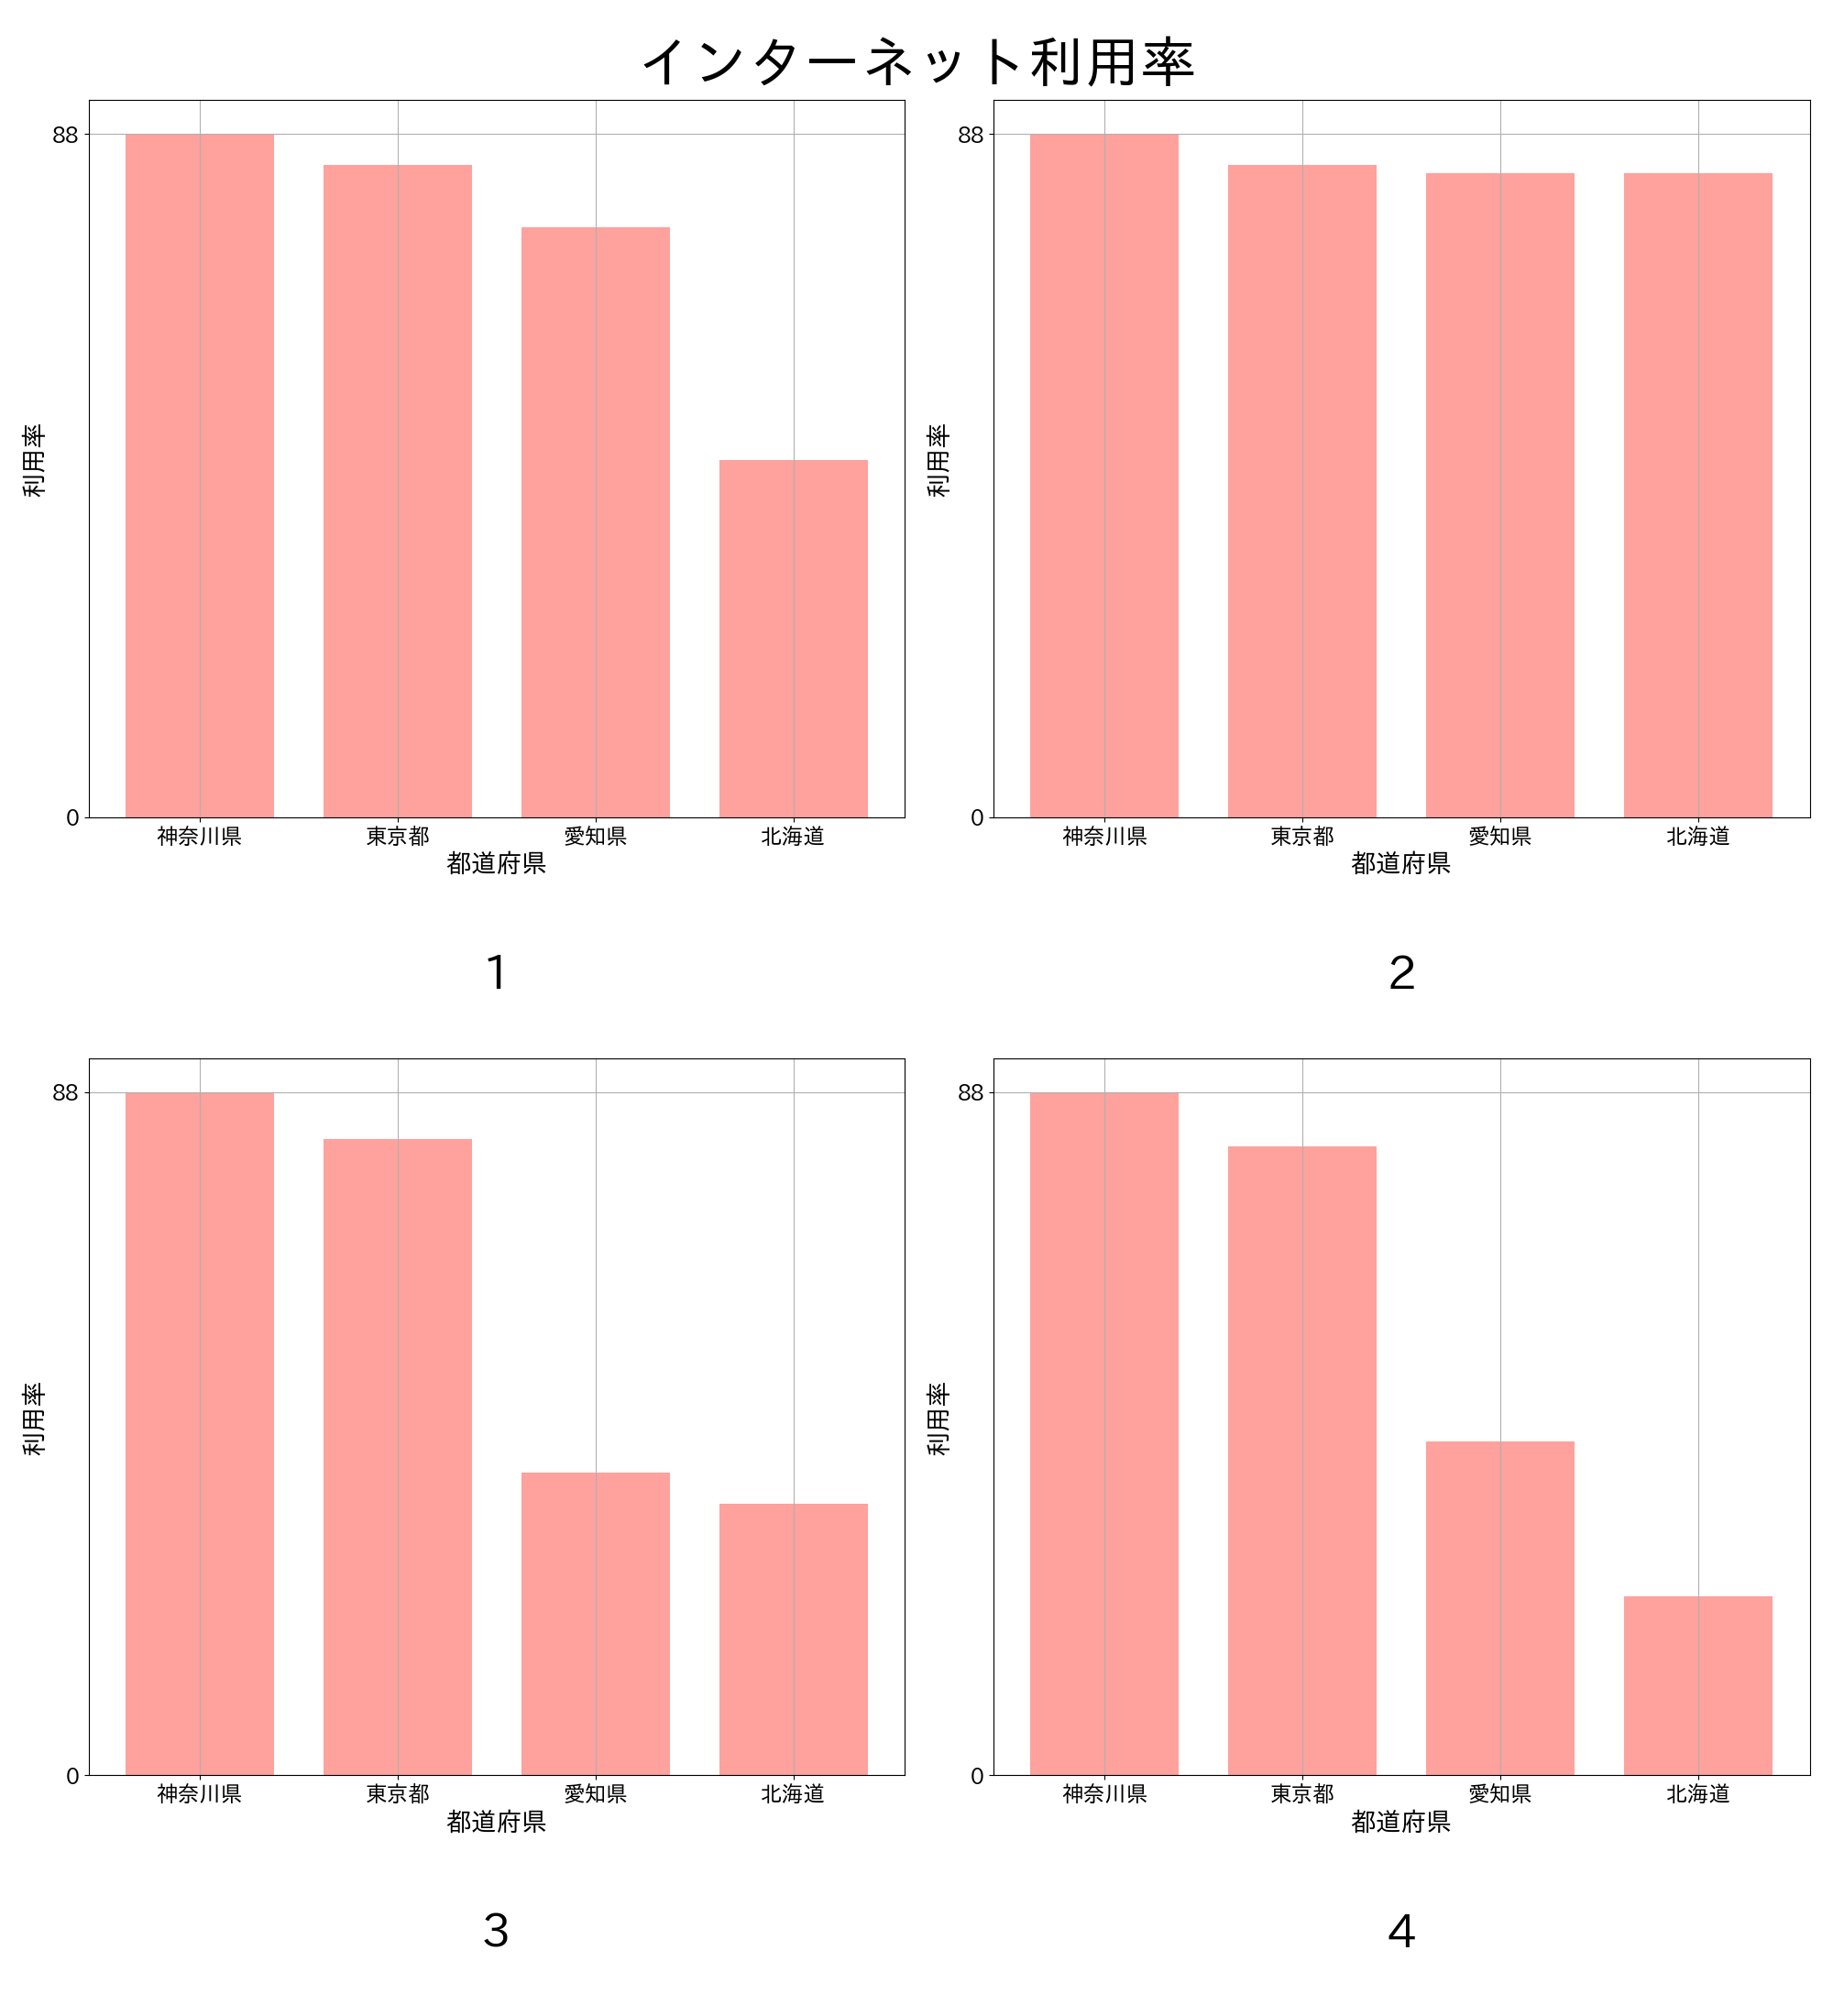 インターネット利用率
88
0
利用率
神奈川県 東京都 愛知県 北海道
都道府県
1
88
0
利用率
神奈川県 東京都 愛知県 北海道
都道府県
2
88
0
利用率
神奈川県 東京都 愛知県 北海道
都道府県
3
88
0
利用率
神奈川県 東京都 愛知県 北海道
都道府県
4